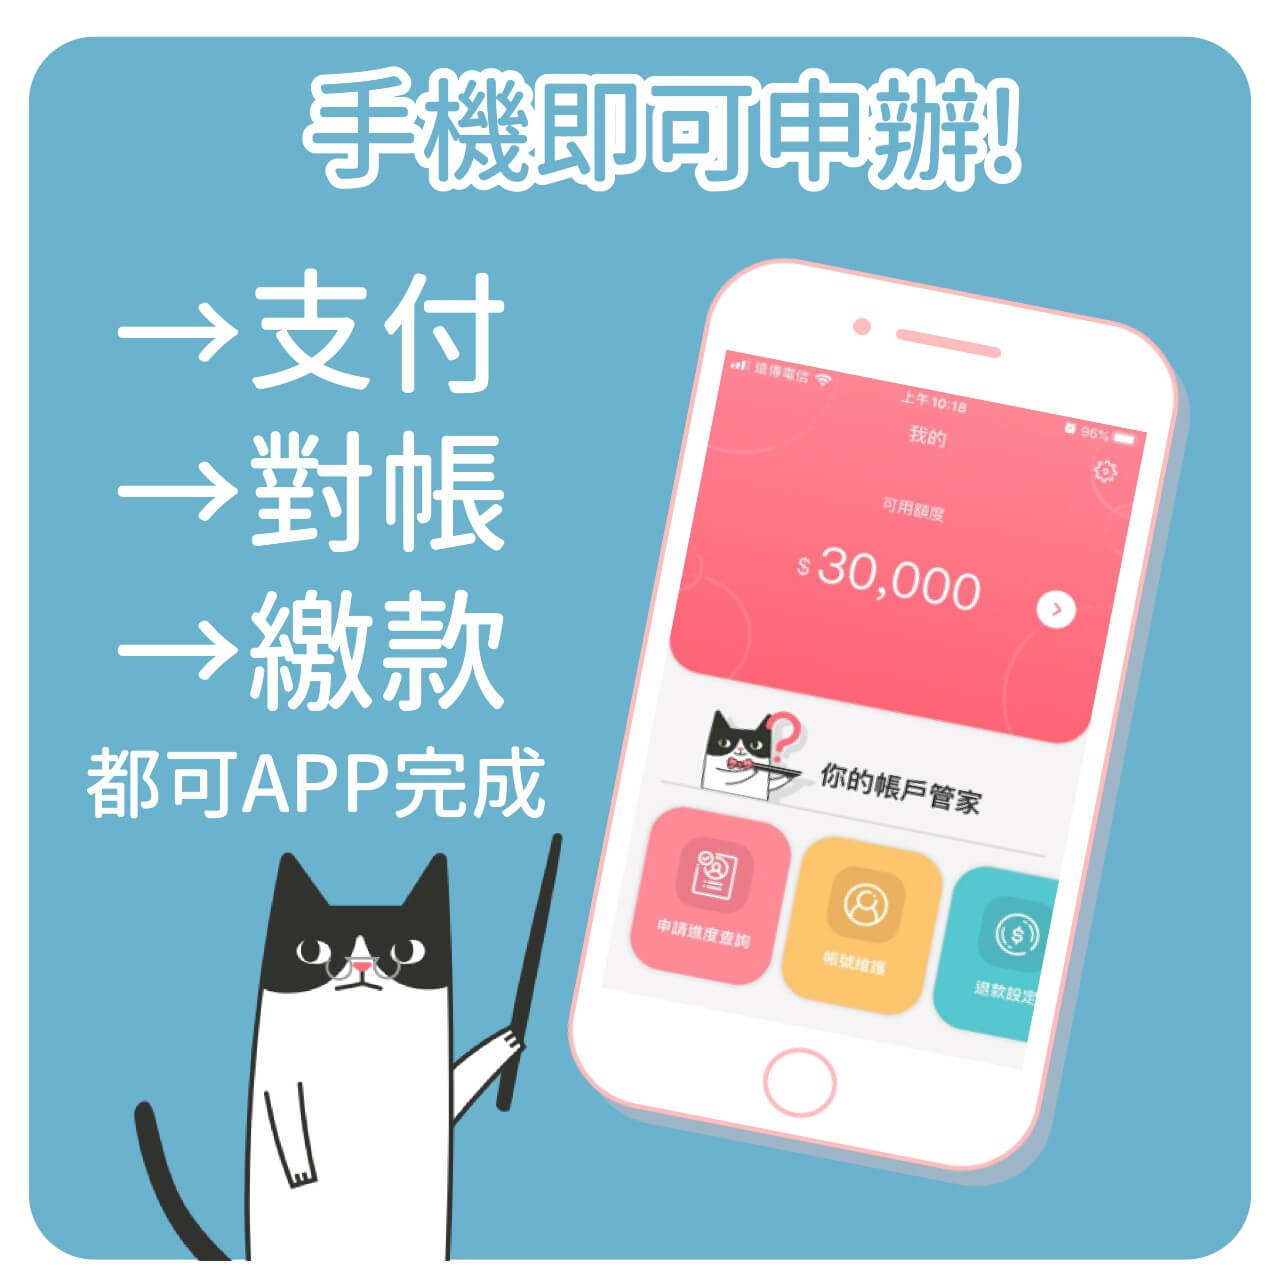 手機即可申辦!
→支付
→對帳
→繳款
都可APP完成
遠傳電信
上午10:18
96%
我的
可用額度
$30,000
你的帳戶管家
申請進度查詢
帳號維護
退款設定